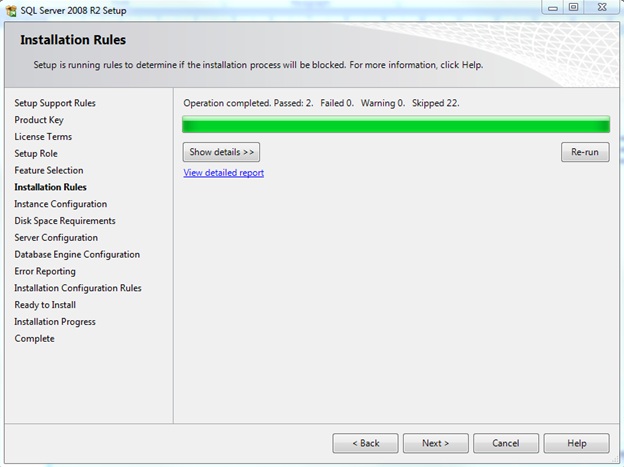 SQL Server 2008 R2 Setup
Installation Rules
Setup is running rules to determine if the installation process will be blocked. For more information, click Help.
Setup Support Rules
Product Key
License Terms
Setup Role
Feature Selection
Installation Rules
Instance Configuration
Disk Space Requirements
Server Configuration
Database Engine Configuration
Error Reporting
Installation Configuration Rules
Ready to Install
Installation Progress
Complete
Operation completed. Passed: 2. Failed 0. Warning 0. Skipped 22.
Show details >>
Re-run
View detailed report
< Back
Next >
Cancel
Help